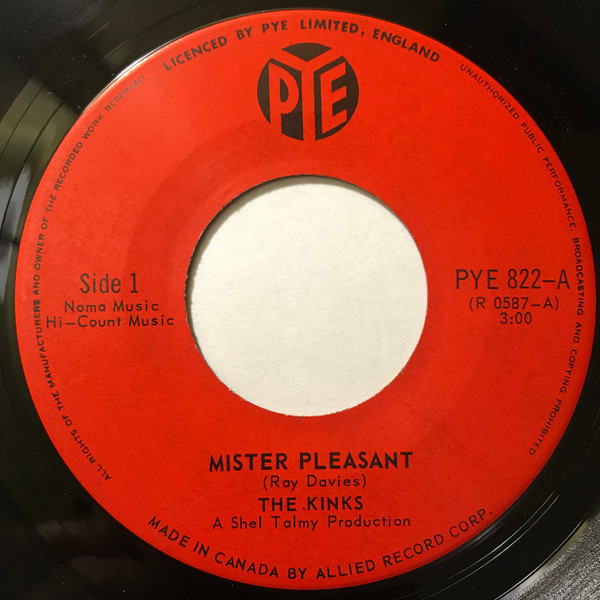 LICENCED BY PYE LIMITED, ENGLAND
PYE
UNAUTHORIZED PUBLIC PERFORMANCE, BROADCASTING AND COPYING PROHIBITED
ALL RIGHTS OF THE MANUFACTURERS AND OWNER OF THE RECORDED WORK RESERVED
Side 1
Noma Music
Hi-Count Music
PYE 822-A
(R 0587-A)
3:00
MISTER PLEASANT
(Ray Davies)
THE KINKS
A Shel Talmy Production
MADE IN CANADA BY ALLIED RECORD CORP.